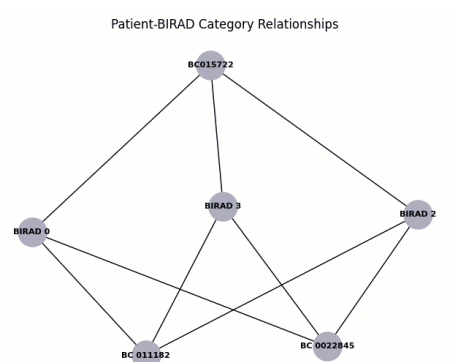 Patient-BIRAD Category Relationships
BC015722
BIRAD 3
BIRAD 2
BIRAD 0
BC 0022845
BC 011182